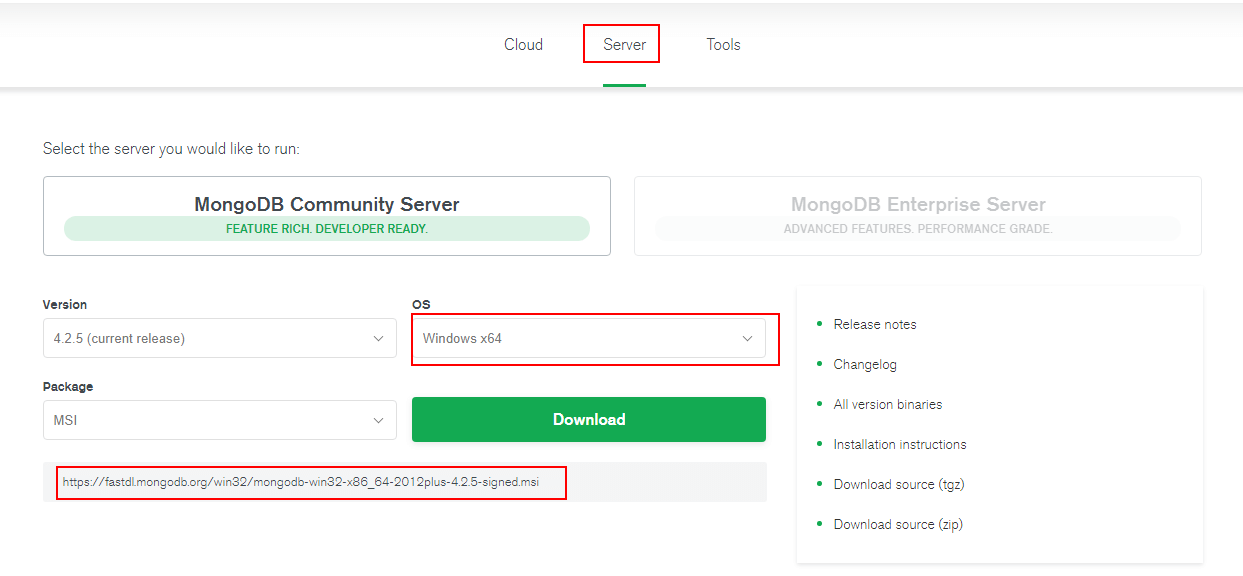 Cloud
Server
Tools
Select the server you would like to run:
MongoDB Community Server
FEATURE RICH. DEVELOPER READY.
MongoDB Enterprise Server
ADVANCED FEATURES. PERFORMANCE GRADE.
Version
4.2.5 (current release)
OS
Windows x64
Package
MSI
Download
https://fastdl.mongodb.org/win32/mongodb-win32-x86_64-2012plus-4.2.5-signed.msi
Release notes
Changelog
All version binaries
Installation instructions
Download source (tgz)
Download source (zip)